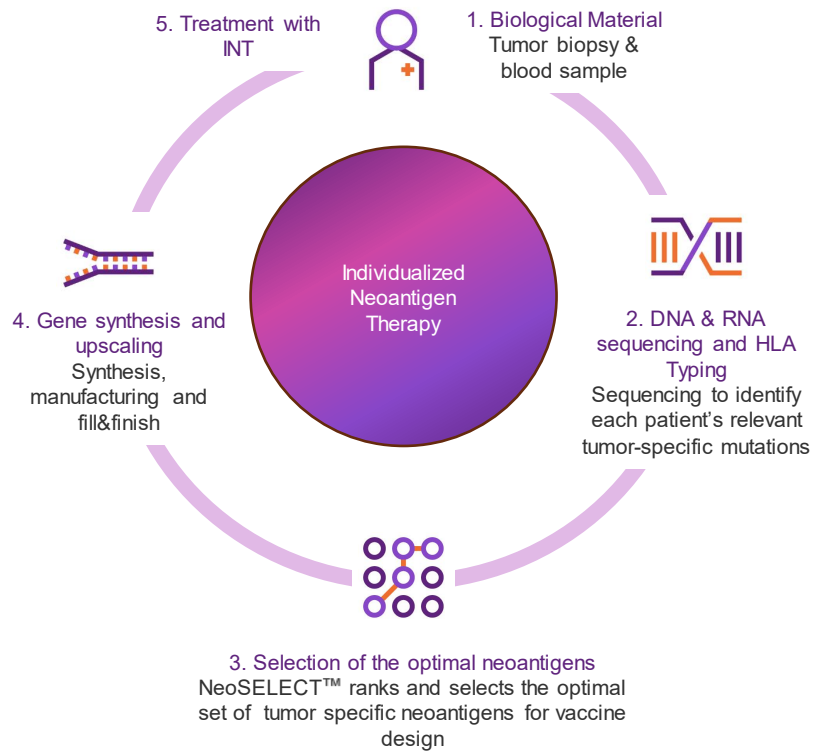 5. Treatment with
INT
1. Biological Material
Tumor biopsy &
blood sample
Individualized
Neoantigen
Therapy
2. DNA & RNA
sequencing and HLA
Typing
Sequencing to identify
each patient's relevant
tumor-specific mutations
4. Gene synthesis and
upscaling
Synthesis,
manufacturing and
fill&finish
3. Selection of the optimal neoantigens
NeoSELECT™ ranks and selects the optimal
set of tumor specific neoantigens for vaccine
design